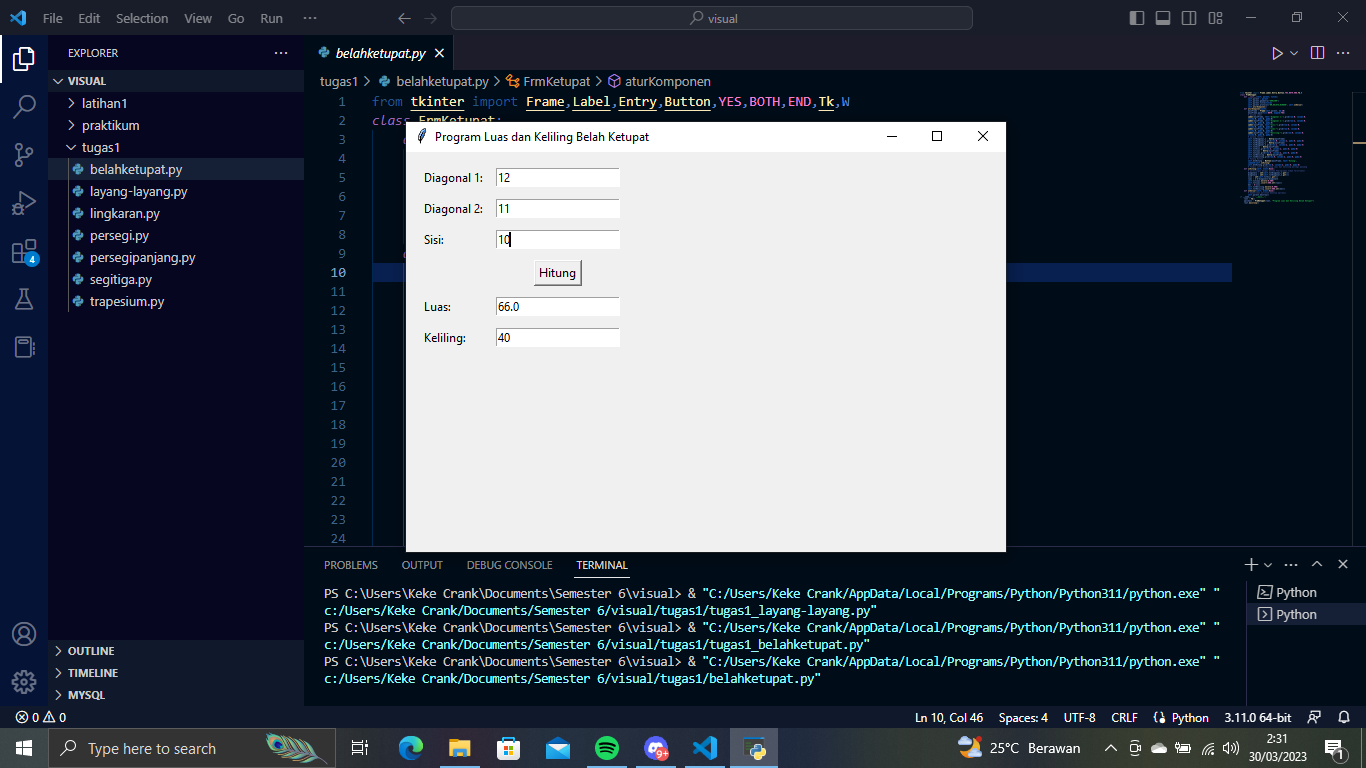 File Edit Selection View Go Run ···
visual
EXPLORER
VISUAL
latihan1
praktikum
tugas1
belahketupat.py
layang-layang.py
lingkaran.py
persegi.py
persegipanjang.py
segitiga.py
trapesium.py
OUTLINE
TIMELINE
MYSQL
4
belahketupat.py
tugas1 > belahketupat.py > FrmKetupat > aturKomponen
1 from tkinter import Frame,Label,Entry,Button,YES,BOTH,END,Tk,W
2 class FrmKetupat:
3
4
5
6
7
8
9
10
11
12
13
14
15
16
17
18
19
20
21
22
23
24
Program Luas dan Keliling Belah Ketupat
Diagonal 1: 12
Diagonal 2: 11
Sisi: 10
Hitung
Luas: 66.0
Keliling: 40
PROBLEMS OUTPUT DEBUG CONSOLE TERMINAL
PS C:\Users\Keke Crank\Documents\Semester 6\visual> & "C:/Users/Keke Crank/AppData/Local/Programs/Python/Python311/python.exe" "
c:/Users/Keke Crank/Documents/Semester 6/visual/tugas1/tugas1_layang-layang.py"
PS C:\Users\Keke Crank\Documents\Semester 6\visual> & "C:/Users/Keke Crank/AppData/Local/Programs/Python/Python311/python.exe" "
c:/Users/Keke Crank/Documents/Semester 6/visual/tugas1/tugas1_belahketupat.py"
PS C:\Users\Keke Crank\Documents\Semester 6\visual> & "C:/Users/Keke Crank/AppData/Local/Programs/Python/Python311/python.exe" "
c:/Users/Keke Crank/Documents/Semester 6/visual/tugas1/belahketupat.py"
Python
Python
0 0
Ln 10, Col 46 Spaces: 4 UTF-8 CRLF Python 3.11.0 64-bit
Type here to search
9+
25°C Berawan
2:31
30/03/2023
1